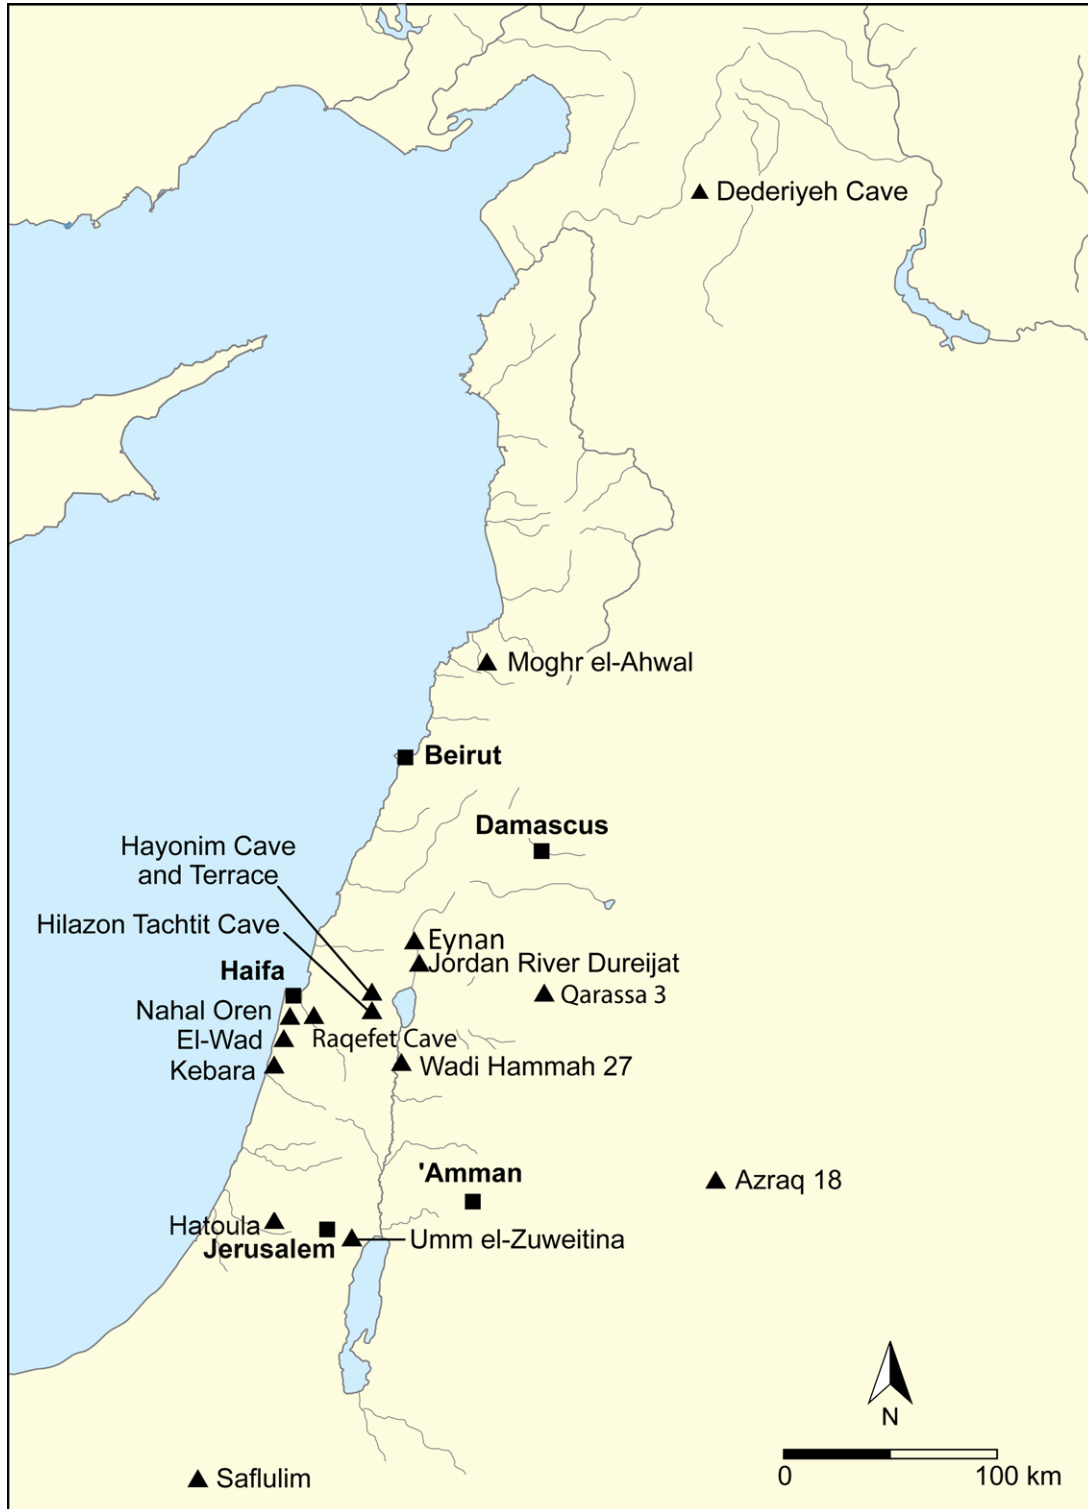 Dederiyeh Cave
Moghr el-Ahwal
Beirut
Damascus
Hayonim Cave
and Terrace
Hilazon Tachtit Cave
Eynan
Jordan River Dureijat
Haifa
Qarassa 3
Nahal Oren
El-Wad
Raqefet Cave
Kebara
Wadi Hammah 27
'Amman
Azraq 18
Hatoula
Jerusalem
Umm el-Zuweitina
N
0
100 km
Saflulim